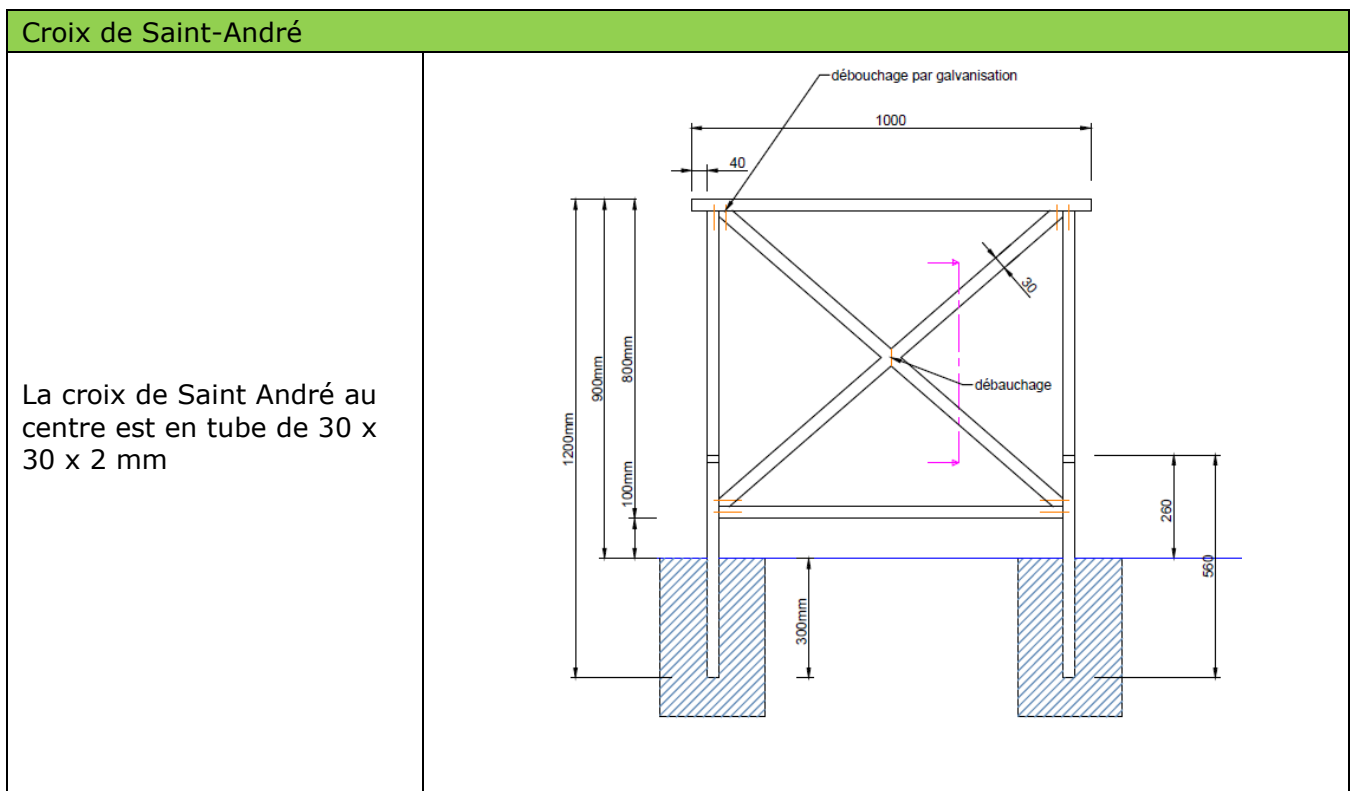 Croix de Saint-André
La croix de Saint André au
centre est en tube de 30 x
30 x 2 mm
débouchage par galvanisation
1000
40
30
1200mm
900mm
800mm
100mm
débauchage
260
560
300mm